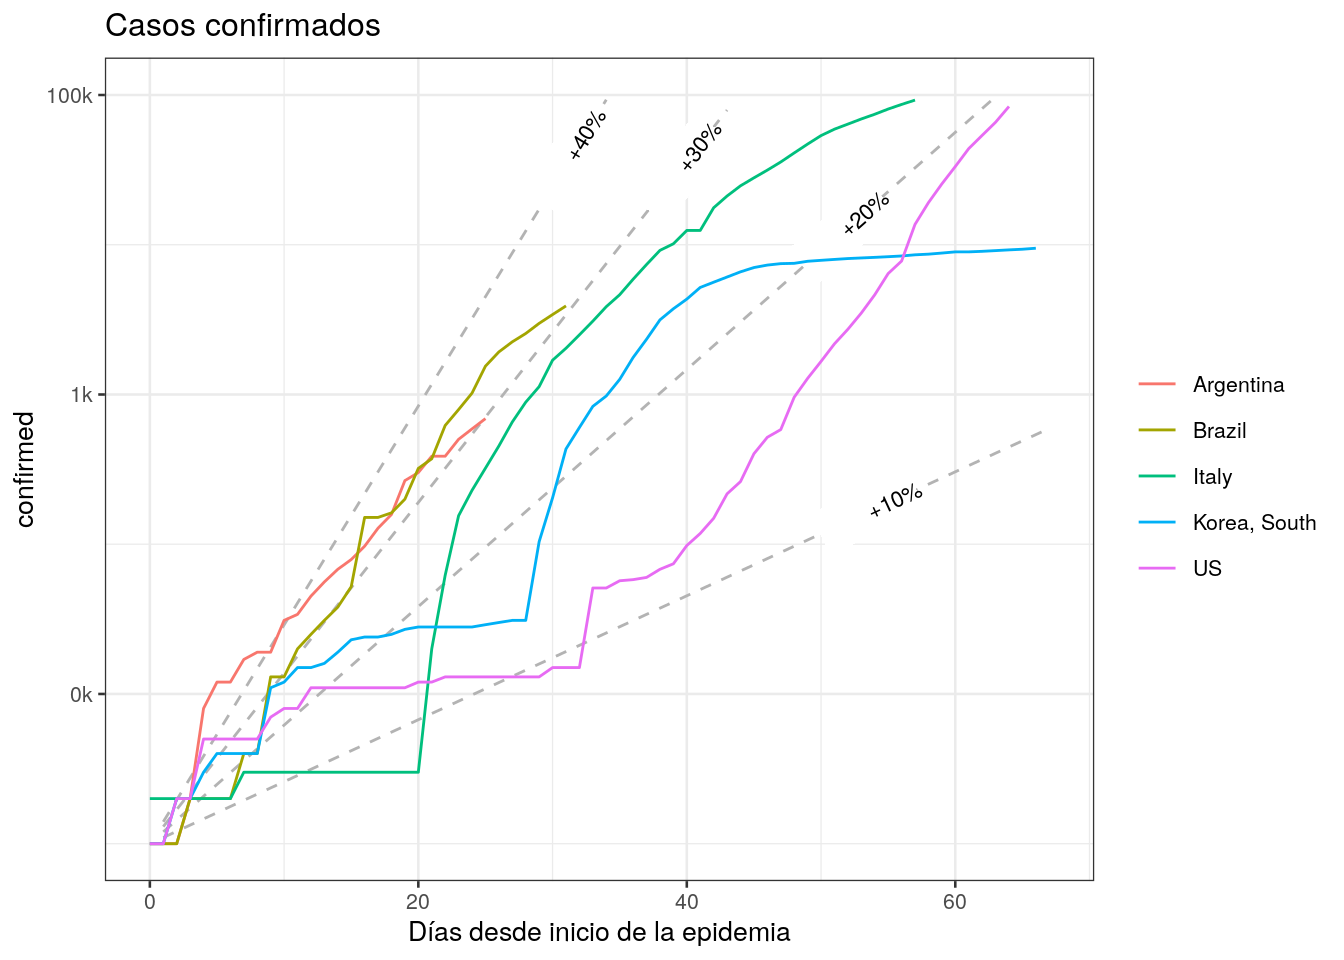 Casos confirmados
100k
1k
0k
confirmed
+40%
+30%
+20%
+10%
0
20
40
60
Días desde inicio de la epidemia
Argentina
Brazil
Italy
Korea, South
US